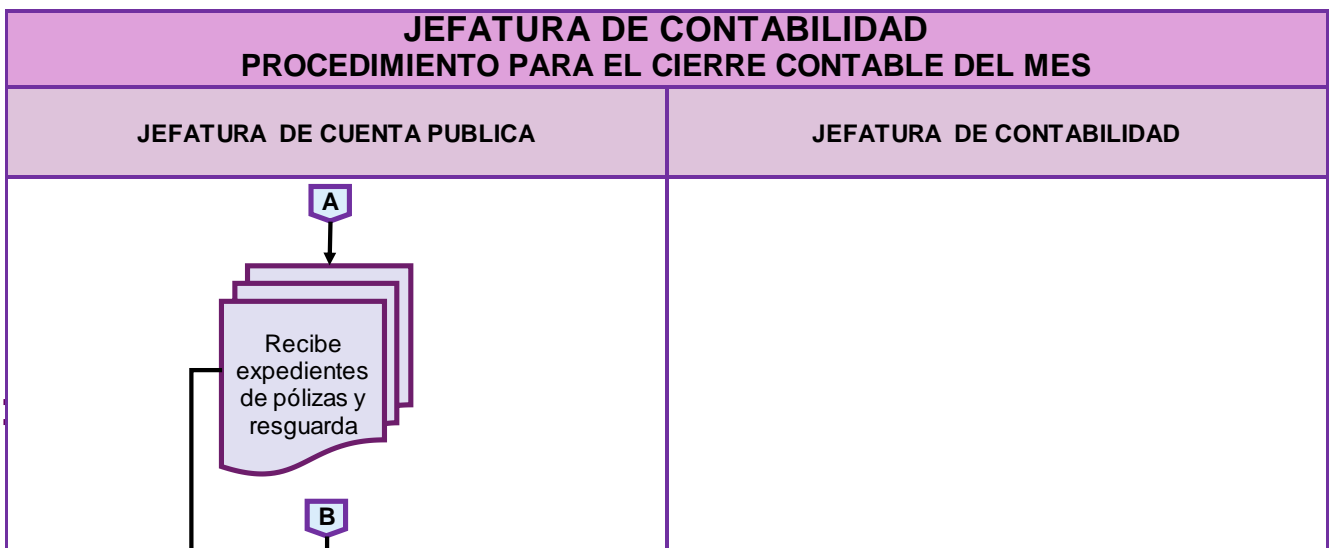 JEFATURA DE CONTABILIDAD
PROCEDIMIENTO PARA EL CIERRE CONTABLE DEL MES
JEFATURA DE CUENTA PUBLICA
JEFATURA DE CONTABILIDAD
A
Recibe
expedientes
de pólizas y
resguarda
B